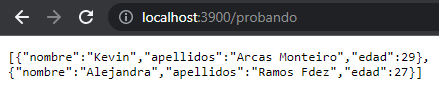 localhost:3900/probando
[{"nombre":"Kevin","apellidos":"Arcas Monteiro","edad":29},
{"nombre":"Alejandra","apellidos":"Ramos Fdez","edad":27}]